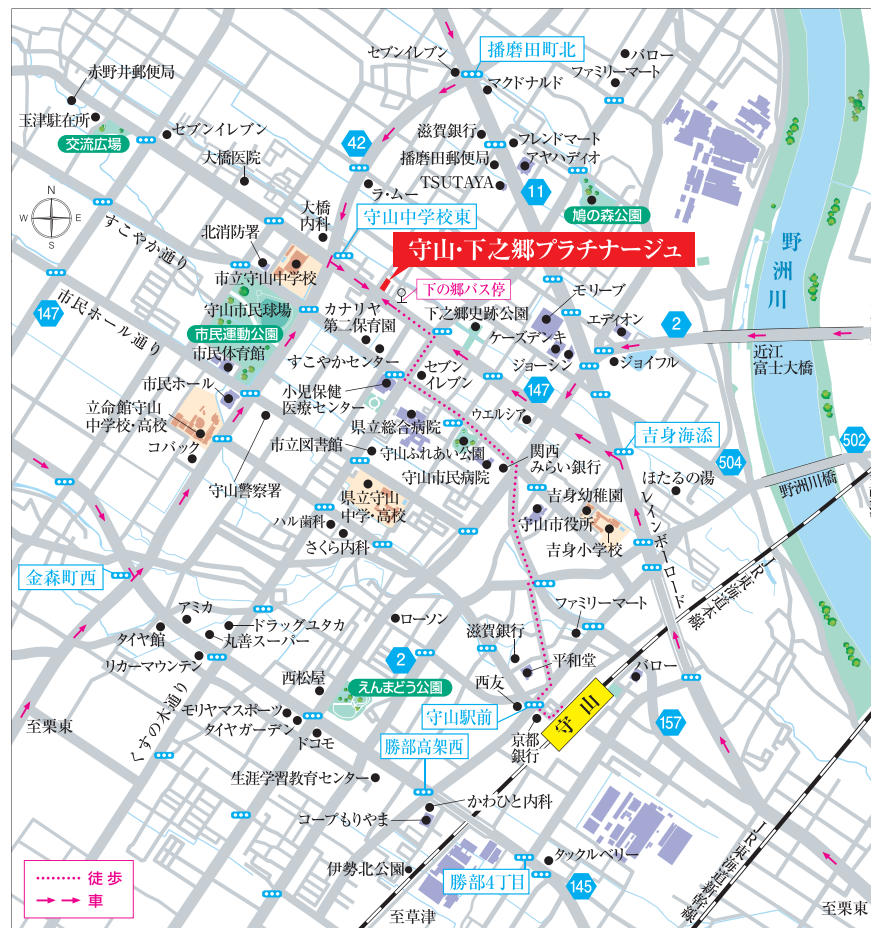 セブンイレブン
播磨田町北
バロー
ファミリーマート
赤野井郵便局
マクドナルド
玉津駐在所
セブンイレブン
滋賀銀行
フレンドマート
交流広場
42
播磨田郵便局
アヤハディオ
大橋医院
TSUTAYA
11
ラ・ムー
鳩の森公園
N
W
E
S
すこやか通り
大橋
内科
守山中学校東
北消防署
守山・下之郷プラチナージュ
野洲川
市立守山中学校
下の郷バス停
147
市民ホール通り
守山市民球場
カナリヤ
第二保育園
下之郷史跡公園
モリーブ
エディオン
2
市民運動公園
ケーズデンキ
市民体育館
すこやかセンター
ジョーシン
ジョイフル
近江
富士大橋
セブン
イレブン
市民ホール
小児保健
医療センター
147
立命館守山
中学校・高校
ウエルシア
県立総合病院
吉身海添
コバック
市立図書館
守山ふれあい公園
502
守山市民病院
関西
みらい銀行
504
野洲川橋
守山警察署
ほたるの湯
県立守山
中学・高校
吉身幼稚園
レインボーロード
ハル歯科
守山市役所
さくら内科
吉身小学校
JR東海道本線
金森町西
アミカ
ドラッグユタカ
ローソン
ファミリーマート
タイヤ館
丸善スーパー
滋賀銀行
リカーマウンテン
2
平和堂
バロー
西松屋
えんまどう公園
西友
守山
くすの木通り
モリヤマスポーツ
守山駅前
至栗東
タイヤガーデン
157
ドコモ
勝部高架西
京都
銀行
生涯学習教育センター
かわひと内科
コープもりやま
JR東海道新幹線
伊勢北公園
タックルベリー
勝部4丁目
徒歩
145
車
至草津
至栗東